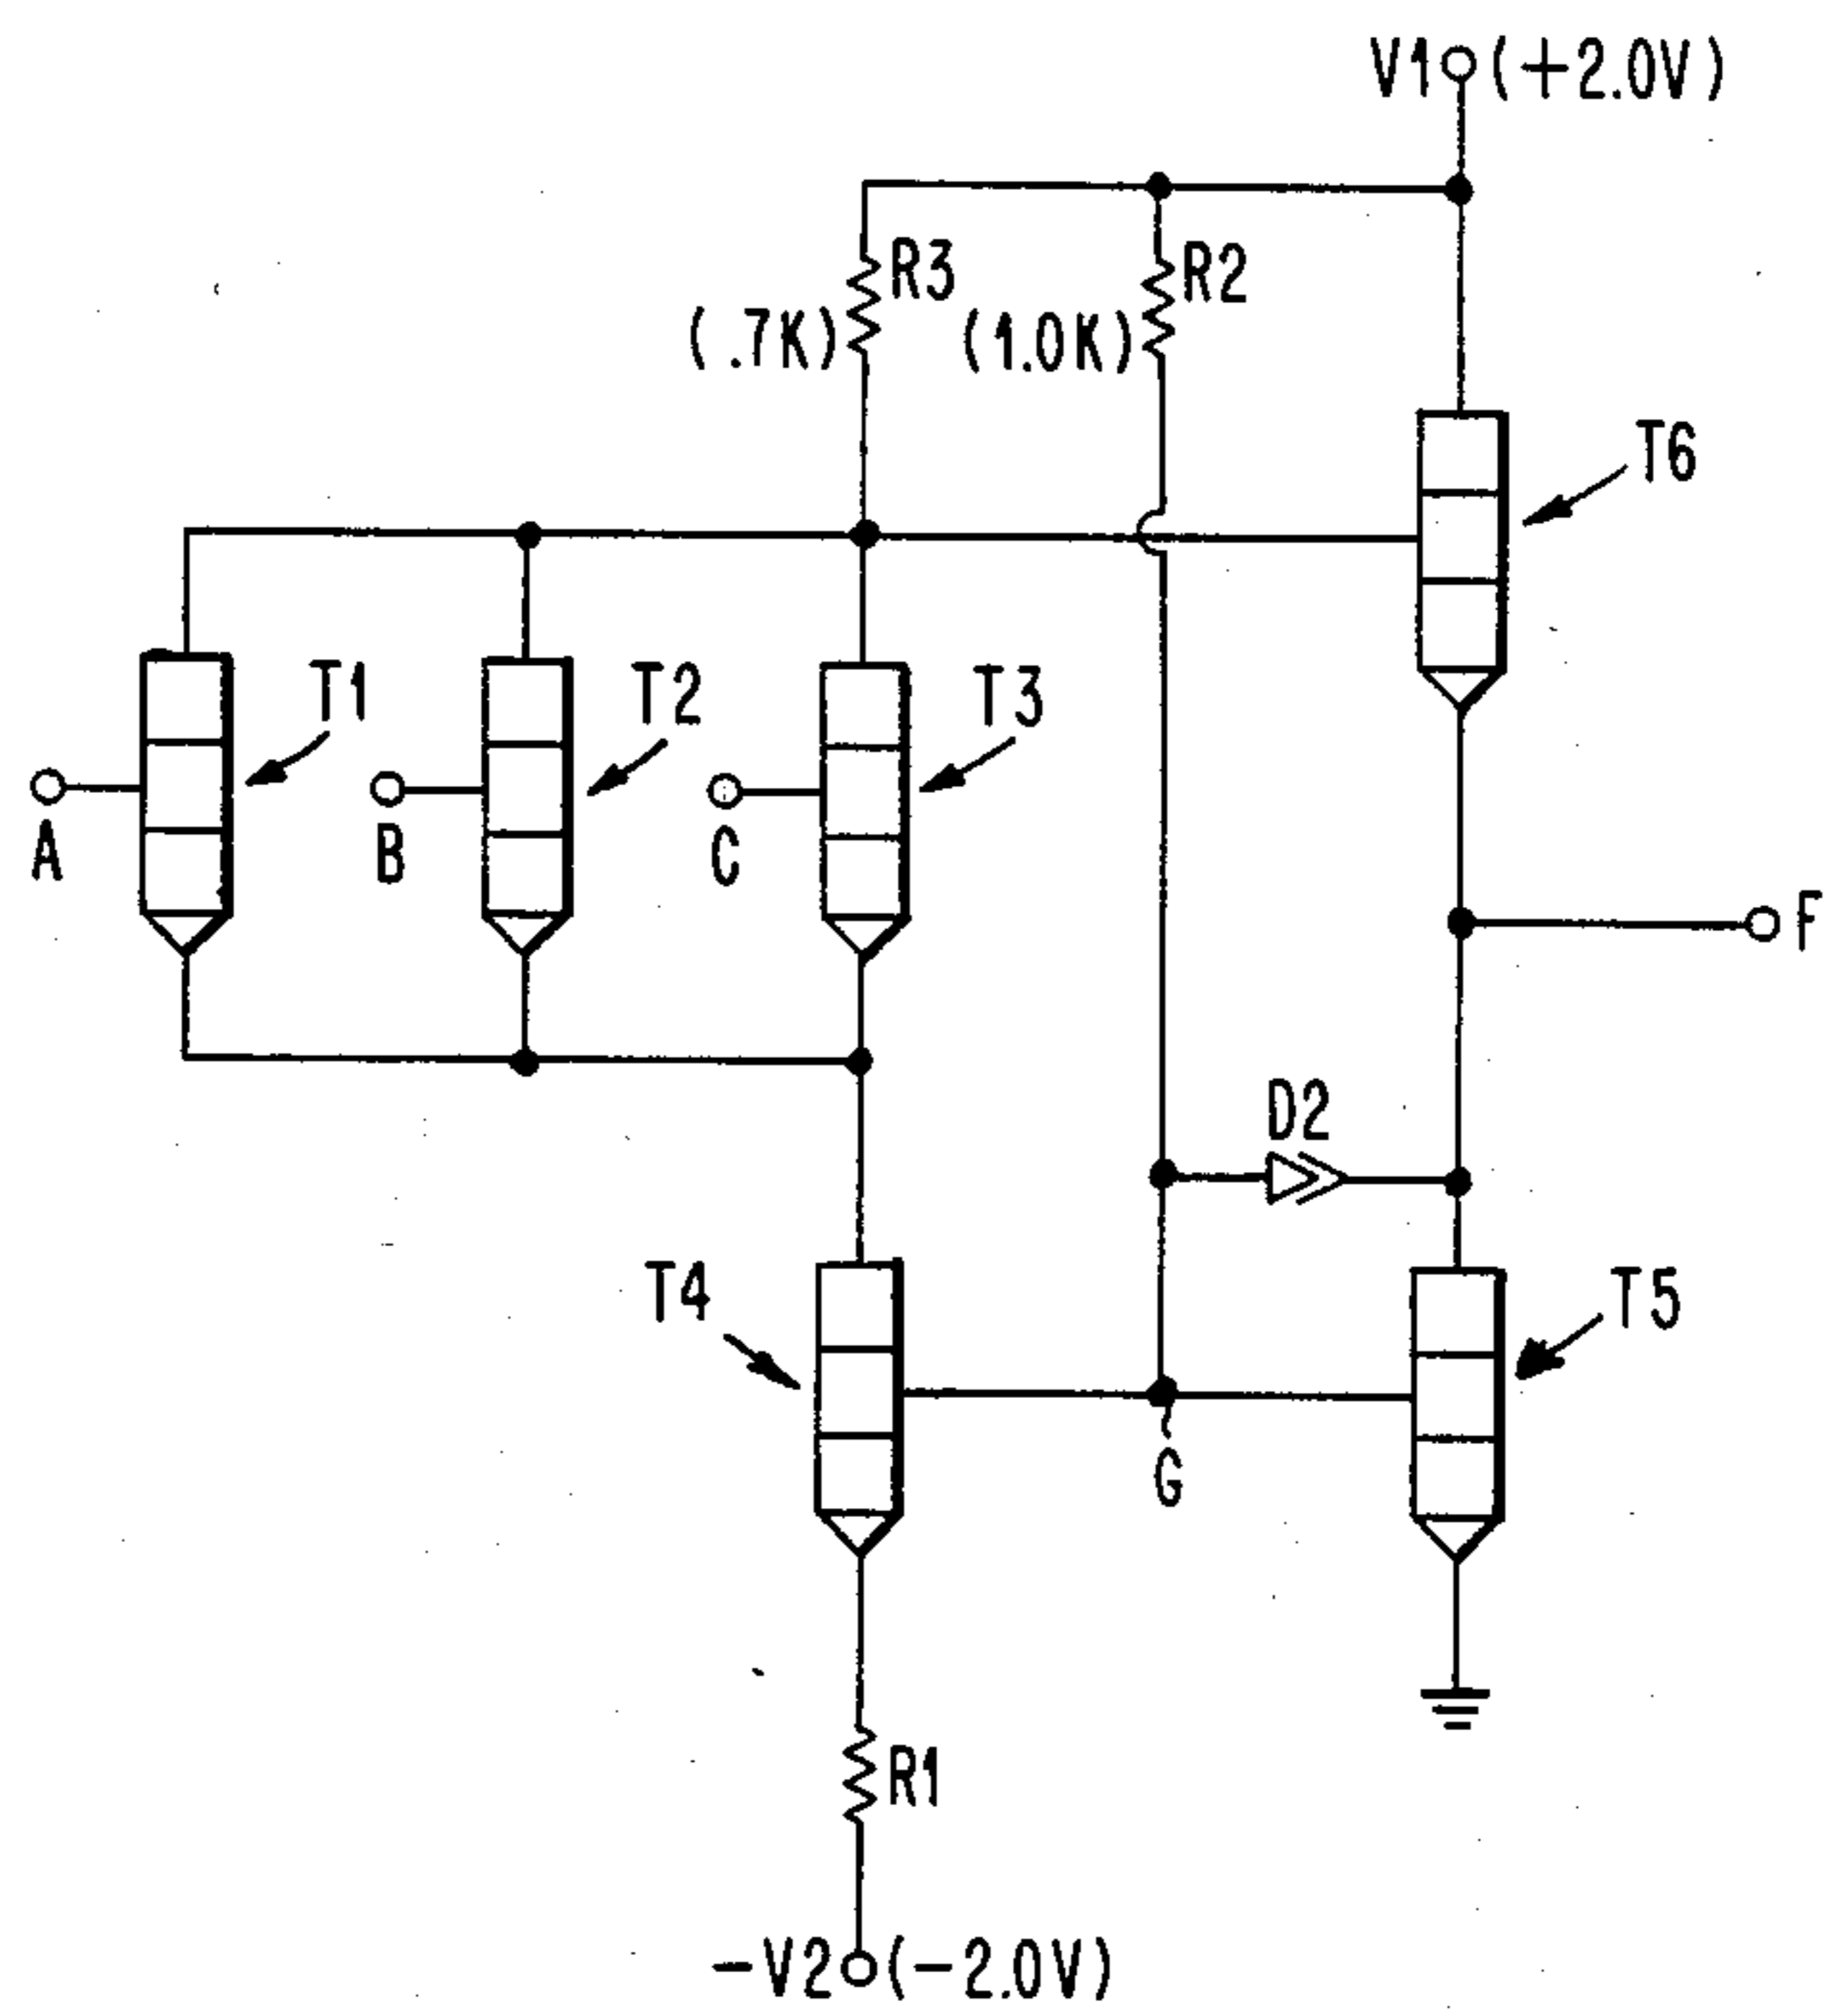 V1 (+2.0V)
R3
R2
(.7K)
(1.0K)
T6
T1
T2
T3
A
B
C
F
D2
T4
T5
G
R1
-V2 (-2.0V)